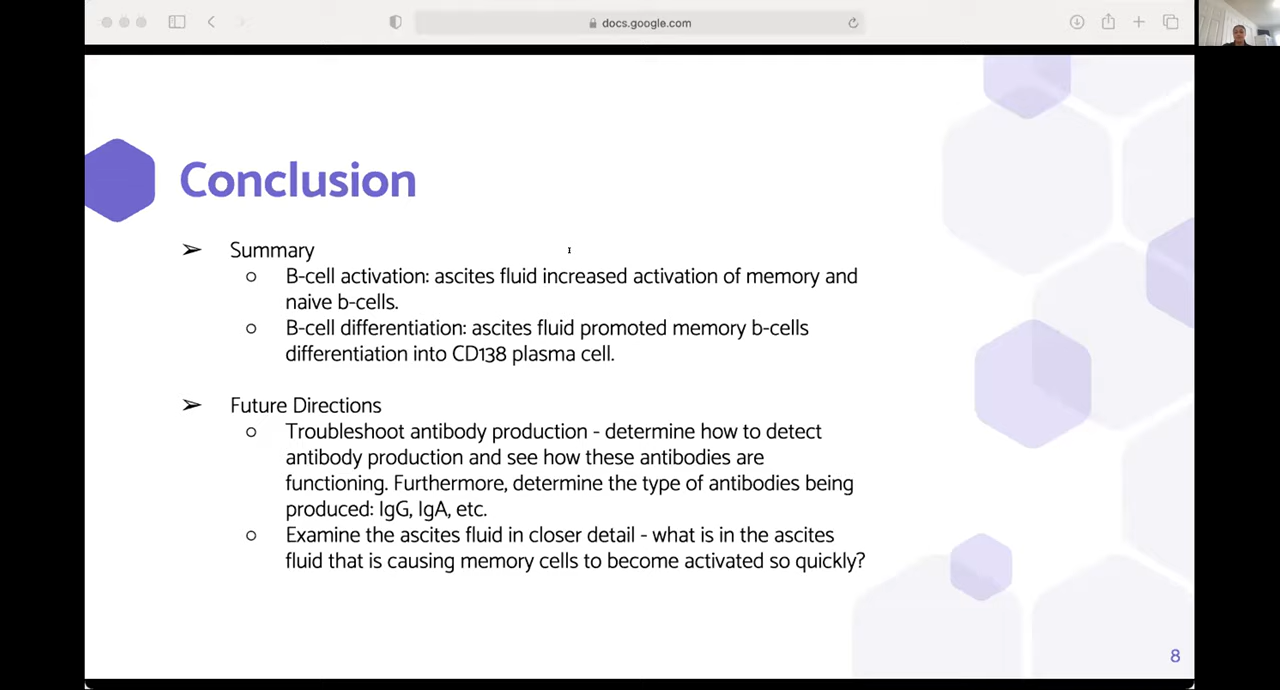 docs.google.com
Conclusion
➢ Summary
○ B-cell activation: ascites fluid increased activation of memory and
naive b-cells.
○ B-cell differentiation: ascites fluid promoted memory b-cells
differentiation into CD138 plasma cell.
➢ Future Directions
○ Troubleshoot antibody production - determine how to detect
antibody production and see how these antibodies are
functioning. Furthermore, determine the type of antibodies being
produced: IgG, IgA, etc.
○ Examine the ascites fluid in closer detail - what is in the ascites
fluid that is causing memory cells to become activated so quickly?
8